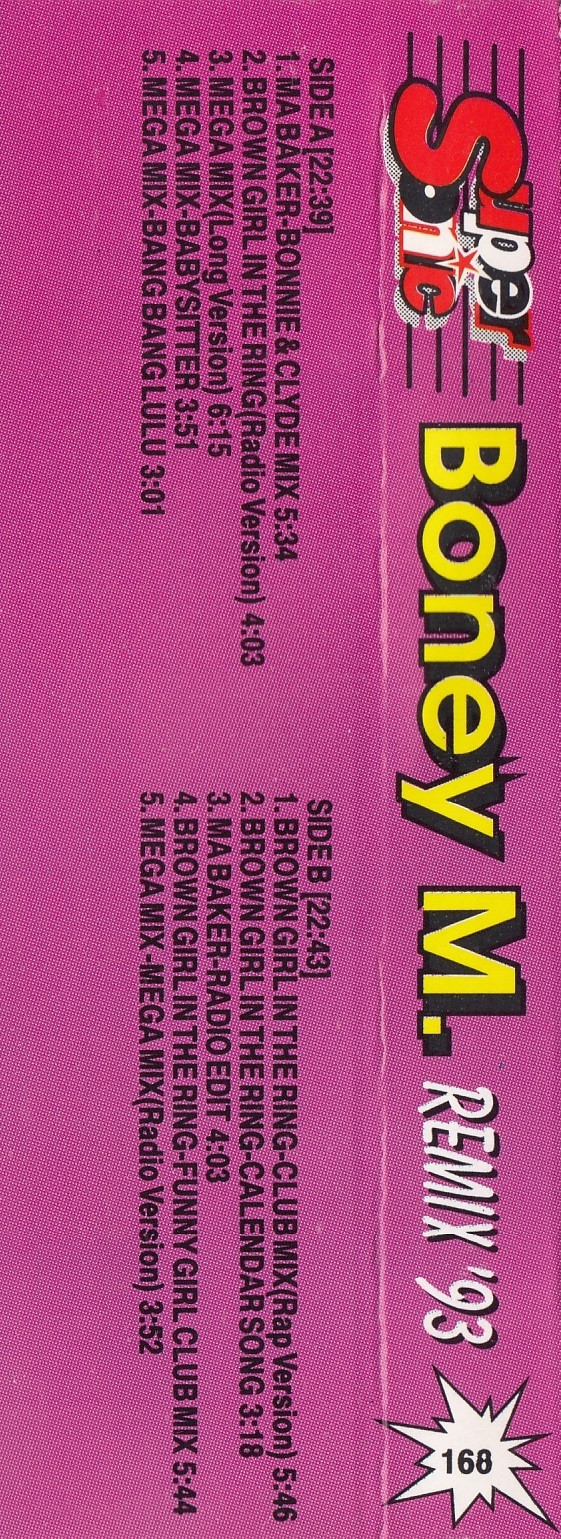 Super
Sonic
Boney M.
REMIX '93
168
SIDE A [22:39]
1. MA BAKER-BONNIE & CLYDE MIX 5:34
2. BROWN GIRL IN THE RING(Radio Version) 4:03
3. MEGA MIX(Long Version) 6:15
4. MEGA MIX-BABYSITTER 3:51
5. MEGA MIX-BANG BANG LULU 3:01
SIDE B [22:43]
1. BROWN GIRL IN THE RING-CLUB MIX(Rap Version) 5:46
2. BROWN GIRL IN THE RING-CALENDAR SONG 3:18
3. MA BAKER-RADIO EDIT 4:03
4. BROWN GIRL IN THE RING-FUNNY GIRL CLUB MIX 5:44
5. MEGA MIX-MEGA MIX(Radio Version) 3:52